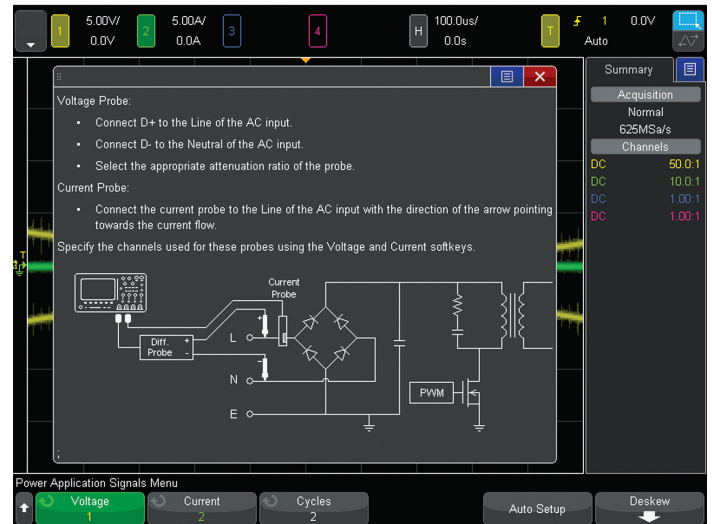 1 5.00V/ 2 5.00A/ 3 4 H 100.0us/ T 1 0.0V
0.0V 0.0A 0.0s Auto
Summary
Acquisition
Normal
625MSa/s
Channels
DC 50.0:1
DC 10.0:1
DC 1.00:1
DC 1.00:1
Voltage Probe:
• Connect D+ to the Line of the AC input.
• Connect D- to the Neutral of the AC input.
• Select the appropriate attenuation ratio of the probe.
Current Probe:
• Connect the current probe to the Line of the AC input with the direction of the arrow pointing
towards the current flow.
Specify the channels used for these probes using the Voltage and Current softkeys.
Current
Probe
+
L
Diff. +
Probe -
-
N
PWM
E
;
T
Power Application Signals Menu
Voltage Current Cycles Auto Setup Deskew
1 2 2